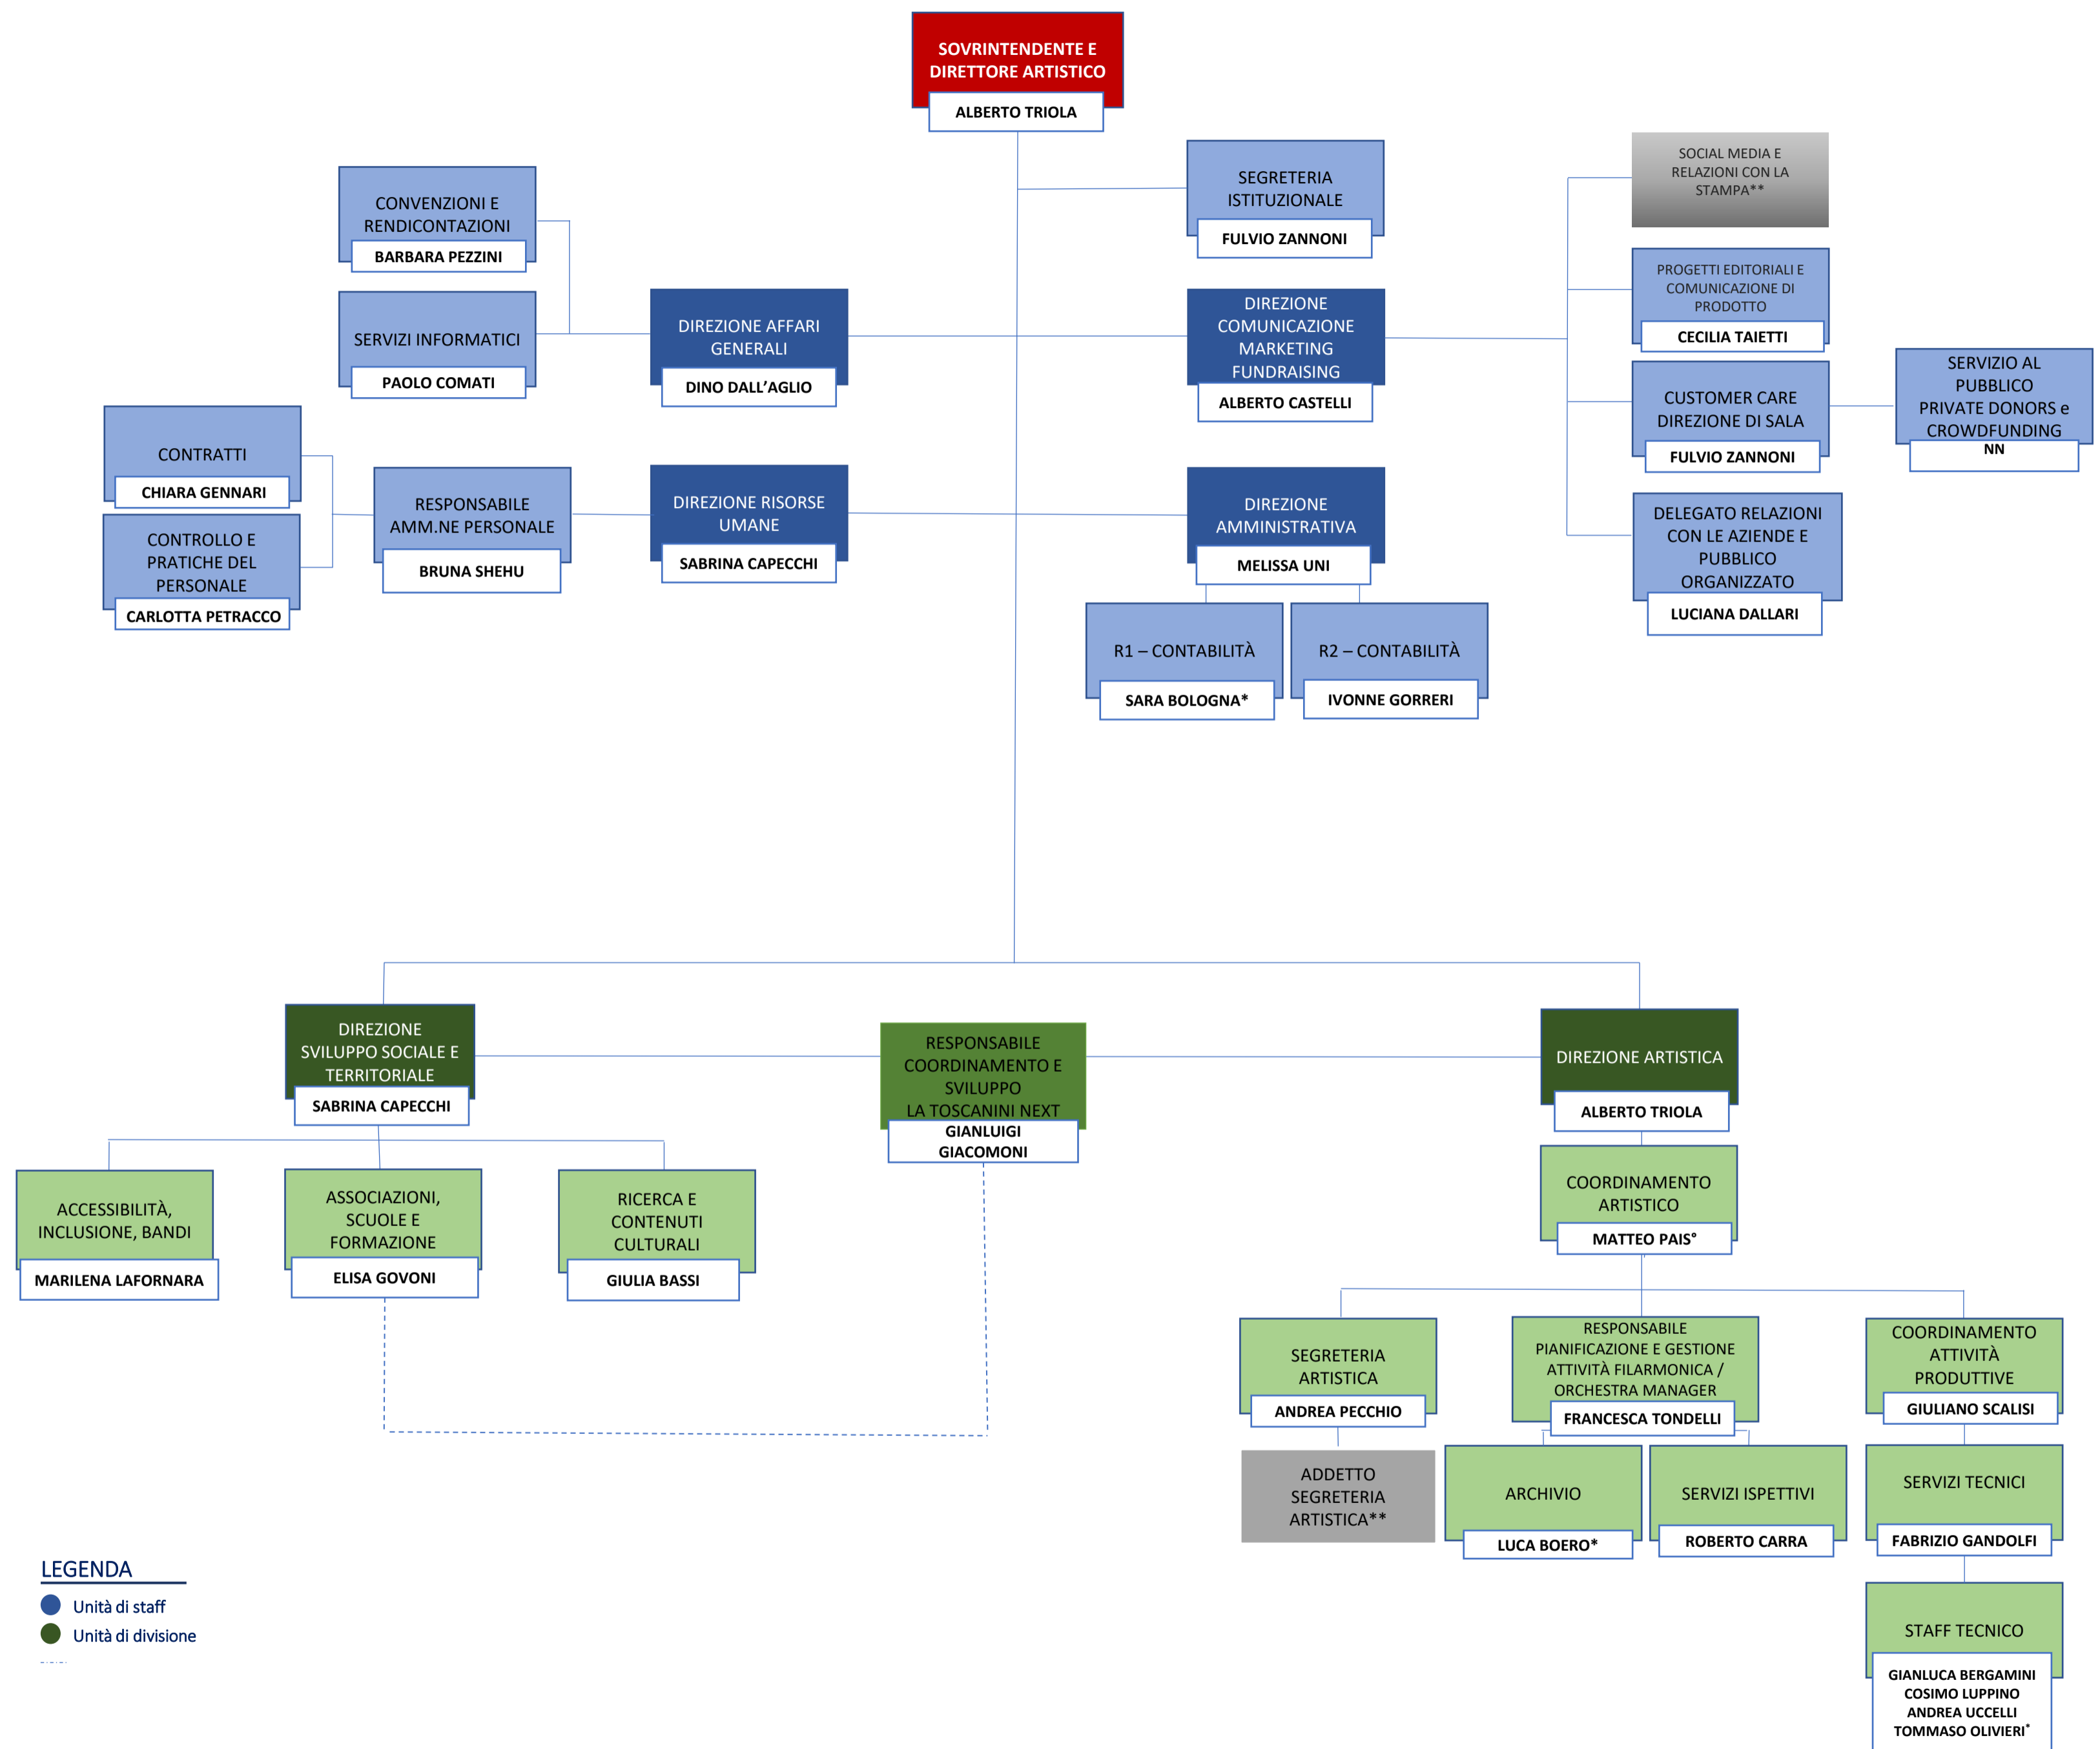 SOVRINTENDENTE E
DIRETTORE ARTISTICO
ALBERTO TRIOLA
CONVENZIONI E
RENDICONTAZIONI
BARBARA PEZZINI
SEGRETERIA
ISTITUZIONALE
FULVIO ZANNONI
SOCIAL MEDIA E
RELAZIONI CON LA
STAMPA**
PROGETTI EDITORIALI E
COMUNICAZIONE DI
PRODOTTO
CECILIA TAIETTI
SERVIZI INFORMATICI
PAOLO COMATI
DIREZIONE AFFARI
GENERALI
DINO DALL’AGLIO
DIREZIONE
COMUNICAZIONE
MARKETING
FUNDRAISING
ALBERTO CASTELLI
CUSTOMER CARE
DIREZIONE DI SALA
FULVIO ZANNONI
SERVIZIO AL
PUBBLICO
PRIVATE DONORS e
CROWDFUNDING
NN
CONTRATTI
CHIARA GENNARI
CONTROLLO E
PRATICHE DEL
PERSONALE
CARLOTTA PETRACCO
RESPONSABILE
AMM.NE PERSONALE
BRUNA SHEHU
DIREZIONE RISORSE
UMANE
SABRINA CAPECCHI
DIREZIONE
AMMINISTRATIVA
MELISSA UNI
DELEGATO RELAZIONI
CON LE AZIENDE E
PUBBLICO
ORGANIZZATO
LUCIANA DALLARI
R1 – CONTABILITÀ
SARA BOLOGNA*
R2 – CONTABILITÀ
IVONNE GORRERI
DIREZIONE
SVILUPPO SOCIALE E
TERRITORIALE
SABRINA CAPECCHI
RESPONSABILE
COORDINAMENTO E
SVILUPPO
LA TOSCANINI NEXT
GIANLUIGI
GIACOMONI
DIREZIONE ARTISTICA
ALBERTO TRIOLA
ACCESSIBILITÀ,
INCLUSIONE, BANDI
MARILENA LAFORNARA
ASSOCIAZIONI,
SCUOLE E
FORMAZIONE
ELISA GOVONI
RICERCA E
CONTENUTI
CULTURALI
GIULIA BASSI
COORDINAMENTO
ARTISTICO
MATTEO PAIS°
SEGRETERIA
ARTISTICA
ANDREA PECCHIO
RESPONSABILE
PIANIFICAZIONE E GESTIONE
ATTIVITÀ FILARMONICA /
ORCHESTRA MANAGER
FRANCESCA TONDELLI
COORDINAMENTO
ATTIVITÀ
PRODUTTIVE
GIULIANO SCALISI
ADDETTO
SEGRETERIA
ARTISTICA**
ARCHIVIO
LUCA BOERO*
SERVIZI ISPETTIVI
ROBERTO CARRA
SERVIZI TECNICI
FABRIZIO GANDOLFI
STAFF TECNICO
GIANLUCA BERGAMINI
COSIMO LUPPINO
ANDREA UCCELLI
TOMMASO OLIVIERI*
LEGENDA
Unità di staff
Unità di divisione